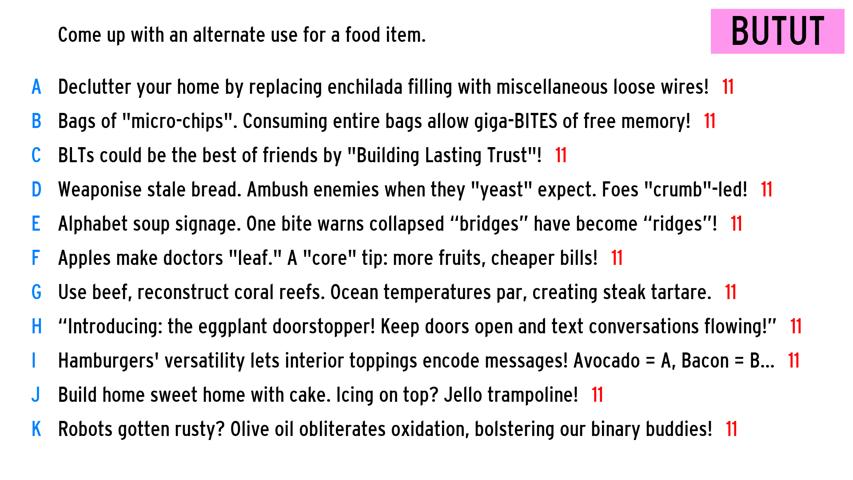 Come up with an alternate use for a food item.
BUTUT
A Declutter your home by replacing enchilada filling with miscellaneous loose wires! 11
B Bags of "micro-chips". Consuming entire bags allow giga-BITES of free memory! 11
C BLTs could be the best of friends by "Building Lasting Trust"! 11
D Weaponise stale bread. Ambush enemies when they "yeast" expect. Foes "crumb"-led! 11
E Alphabet soup signage. One bite warns collapsed “bridges” have become “ridges”! 11
F Apples make doctors "leaf." A "core" tip: more fruits, cheaper bills! 11
G Use beef, reconstruct coral reefs. Ocean temperatures par, creating steak tartare. 11
H “Introducing: the eggplant doorstopper! Keep doors open and text conversations flowing!” 11
I Hamburgers' versatility lets interior toppings encode messages! Avocado = A, Bacon = B... 11
J Build home sweet home with cake. Icing on top? Jello trampoline! 11
K Robots gotten rusty? Olive oil obliterates oxidation, bolstering our binary buddies! 11